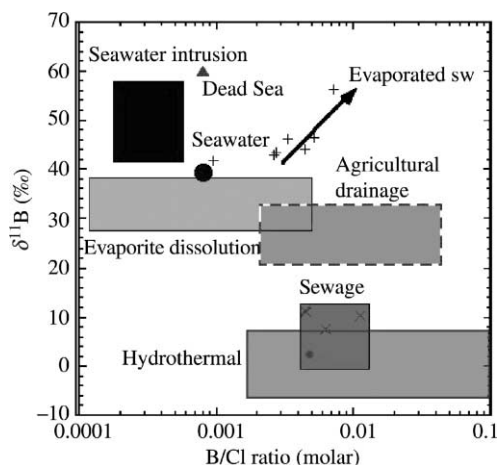 70
60
50
40
30
20
10
0
−10
δ¹¹B (‰)
Seawater intrusion
Dead Sea
Evaporated sw
Seawater
Agricultural
drainage
Evaporite dissolution
Sewage
Hydrothermal
0.0001
0.001
0.01
0.1
B/Cl ratio (molar)